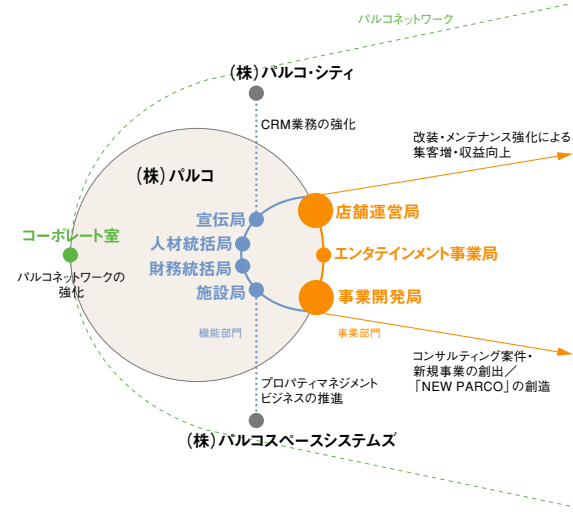 パルコネットワーク
(株)パルコ・シティ
CRM業務の強化
改装・メンテナンス強化による
集客増・収益向上
(株)パルコ
宣伝局
店舗運営局
コーポレート室
人材統括局
エンタテインメント事業局
パルコネットワークの
強化
財務統括局
施設局
事業開発局
機能部門
事業部門
コンサルティング案件・
新規事業の創出/
「NEW PARCO」の創造
プロパティマネジメント
ビジネスの推進
(株)パルコスペースシステムズ